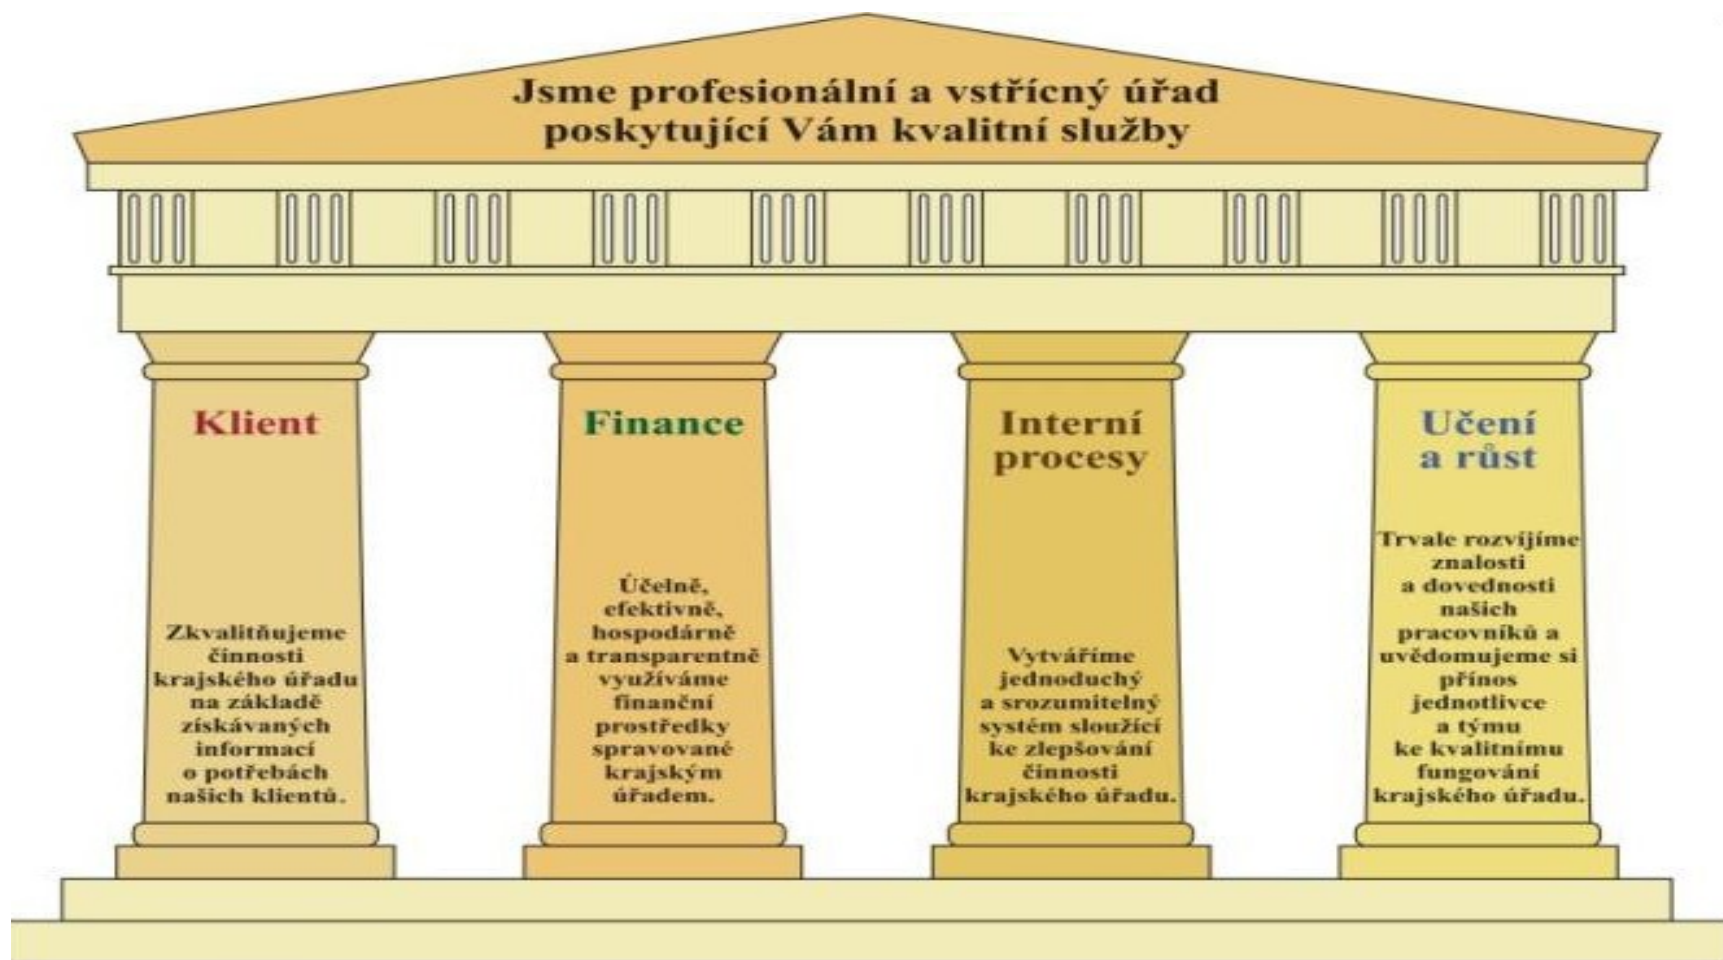 Jsme profesionální a vstřícný úřad
poskytující Vám kvalitní služby
Klient
Zkvalitňujeme
činnosti
krajského úřadu
na základě
získávaných
informací
o potřebách
našich klientů.
Finance
Účelně,
efektivně,
hospodárně
a transparentně
využíváme
finanční
prostředky
spravované
krajským
úřadem.
Interní
procesy
Vytváříme
jednoduchý
a srozumitelný
systém sloužící
ke zlepšování
činnosti
krajského úřadu.
Učení
a růst
Trvale rozvíjíme
znalosti
a dovednosti
našich
pracovníků a
uvědomujeme si
přínos
jednotlivce
a týmu
ke kvalitnímu
fungování
krajského úřadu.